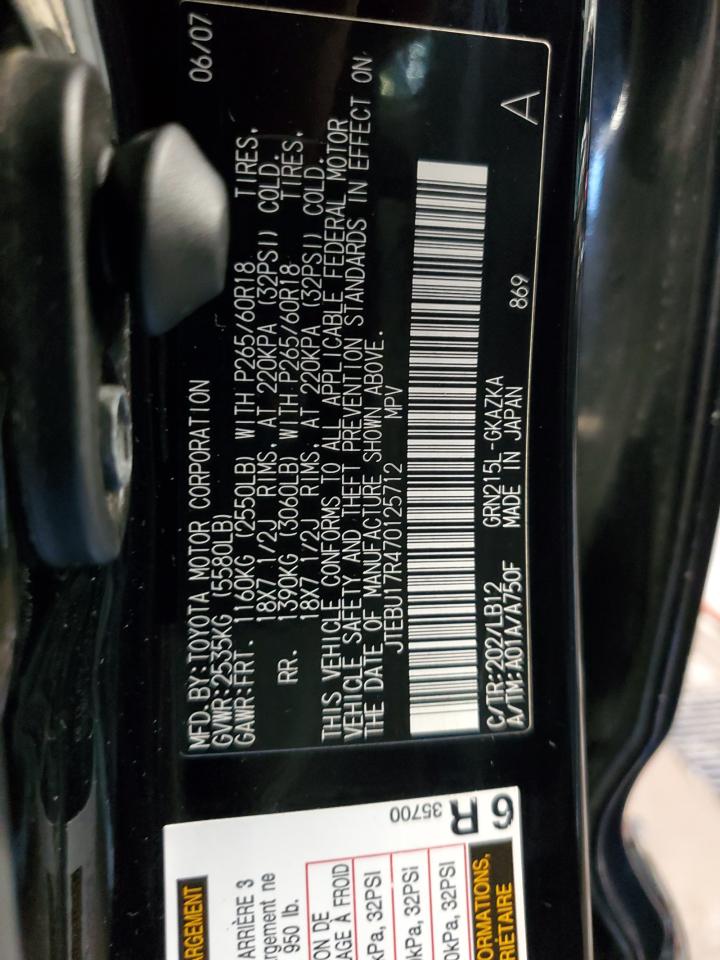 MFD.BY:TOYOTA MOTOR CORPORATION 06/07
GVWR:2535KG (5580LB)
GAWR:FRT. 1160KG (2550LB) WITH P265/60R18 TIRES,
18X7 1/2J RIMS, AT 220KPA (32PSI) COLD.
RR. 1390KG (3060LB) WITH P265/60R18 TIRES,
18X7 1/2J RIMS, AT 220KPA (32PSI) COLD.
THIS VEHICLE CONFORMS TO ALL APPLICABLE FEDERAL MOTOR
VEHICLE SAFETY AND THEFT PREVENTION STANDARDS IN EFFECT ON
THE DATE OF MANUFACTURE SHOWN ABOVE.
JTEBU17R470125712 MPV
C/TR:202/LB12 GRN215L-GKAZKA
A/TM:A01A/A750F MADE IN JAPAN 869 A
RGEMENT
ARRIÈRE 3
rgement ne
950 lb.
ON DE
AGE À FROID
kPa, 32PSI
0kPa, 32PSI
0kPa, 32PSI
ORMATIONS,
RIÉTAIRE
35700
R
6